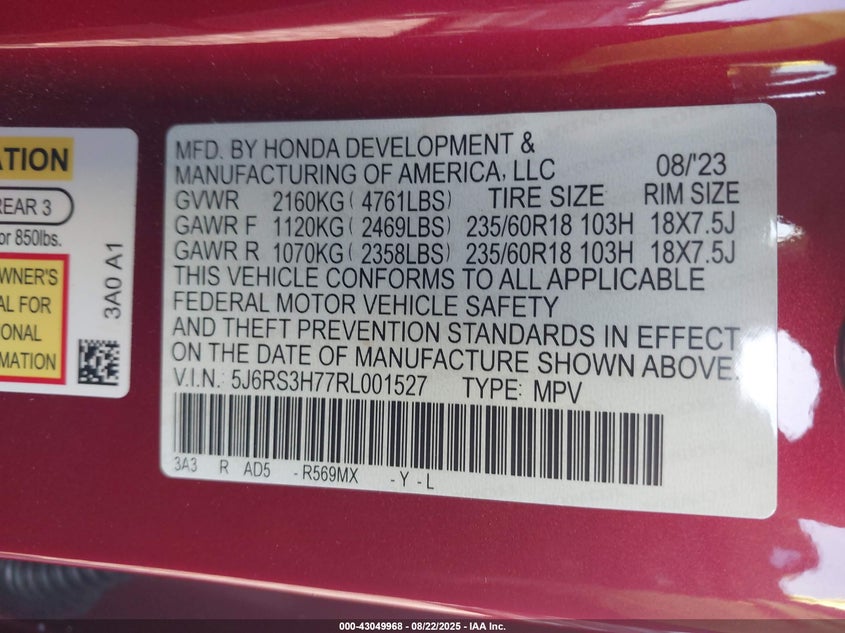 ATION
REAR 3
or 850lbs.
OWNER'S
AL FOR
IONAL
RMATION
3A0 A1
MFD. BY HONDA DEVELOPMENT &
MANUFACTURING OF AMERICA, LLC 08/'23
GVWR 2160KG ( 4761LBS) TIRE SIZE RIM SIZE
GAWR F 1120KG ( 2469LBS) 235/60R18 103H 18X7.5J
GAWR R 1070KG ( 2358LBS) 235/60R18 103H 18X7.5J
THIS VEHICLE CONFORMS TO ALL APPLICABLE
FEDERAL MOTOR VEHICLE SAFETY
AND THEFT PREVENTION STANDARDS IN EFFECT
ON THE DATE OF MANUFACTURE SHOWN ABOVE.
V.I.N.: 5J6RS3H77RL001527 TYPE: MPV
3A3 R AD5 - R569MX - Y - L
000-43049968 - 08/22/2025 - IAA Inc.